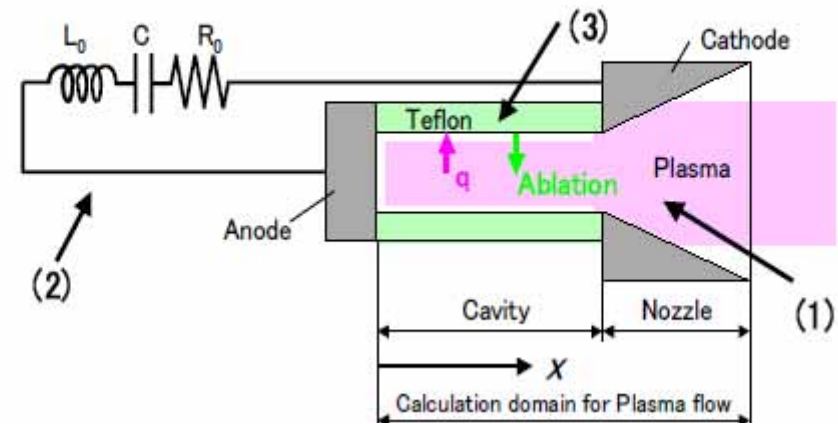 L₀ C R₀
(3)
Cathode
Teflon
q
Ablation
Plasma
Anode
(2)
(1)
Cavity
Nozzle
X
Calculation domain for Plasma flow